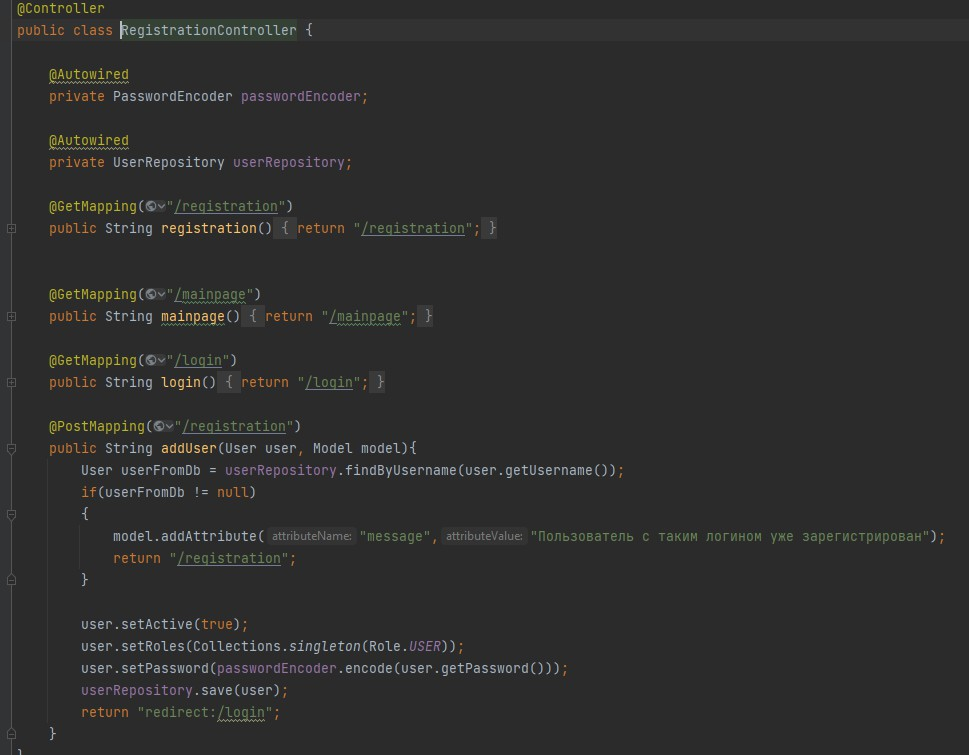 @Controller
public class RegistrationController {
@Autowired
private PasswordEncoder passwordEncoder;
@Autowired
private UserRepository userRepository;
@GetMapping("/registration")
public String registration() { return "/registration"; }
@GetMapping("/mainpage")
public String mainpage() { return "/mainpage"; }
@GetMapping("/login")
public String login() { return "/login"; }
@PostMapping("/registration")
public String addUser(User user, Model model){
User userFromDb = userRepository.findByUsername(user.getUsername());
if(userFromDb != null)
{
model.addAttribute( attributeName: "message", attributeValue: "Пользователь с таким логином уже зарегистрирован");
return "/registration";
}
user.setActive(true);
user.setRoles(Collections.singleton(Role.USER));
user.setPassword(passwordEncoder.encode(user.getPassword()));
userRepository.save(user);
return "redirect:/login";
}
}